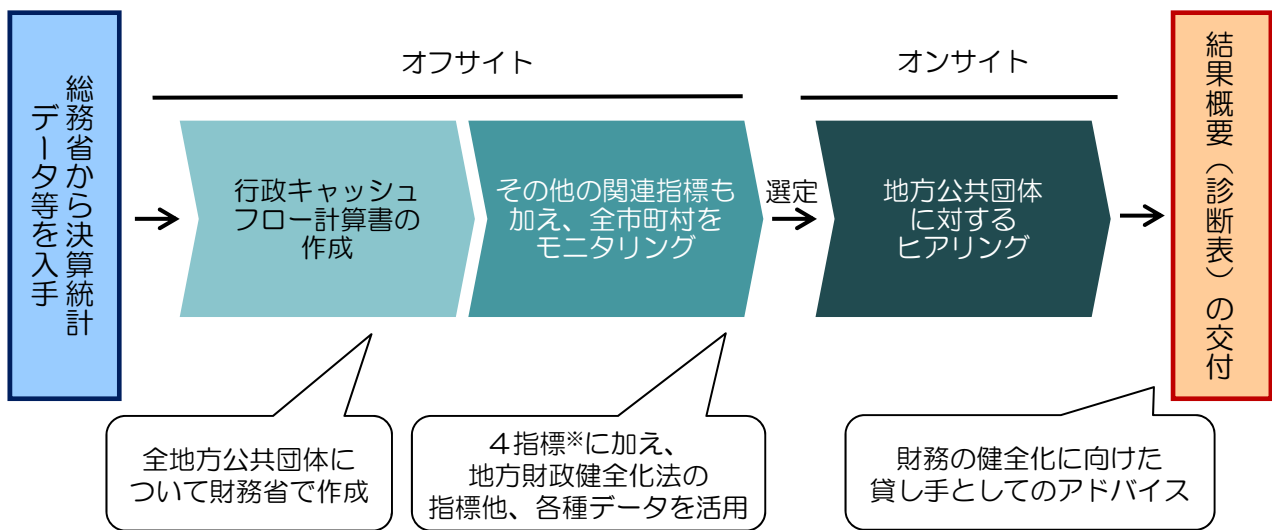 総務省から決算統計
データ等を入手
オフサイト
行政キャッシュ
フロー計算書の
作成
その他の関連指標も
加え、全市町村を
モニタリング
選定
オンサイト
地方公共団体
に対する
ヒアリング
結果概要（診断表）の交付
全地方公共団体に
ついて財務省で作成
４指標※に加え、
地方財政健全化法の
指標他、各種データを活用
財務の健全化に向けた
貸し手としてのアドバイス